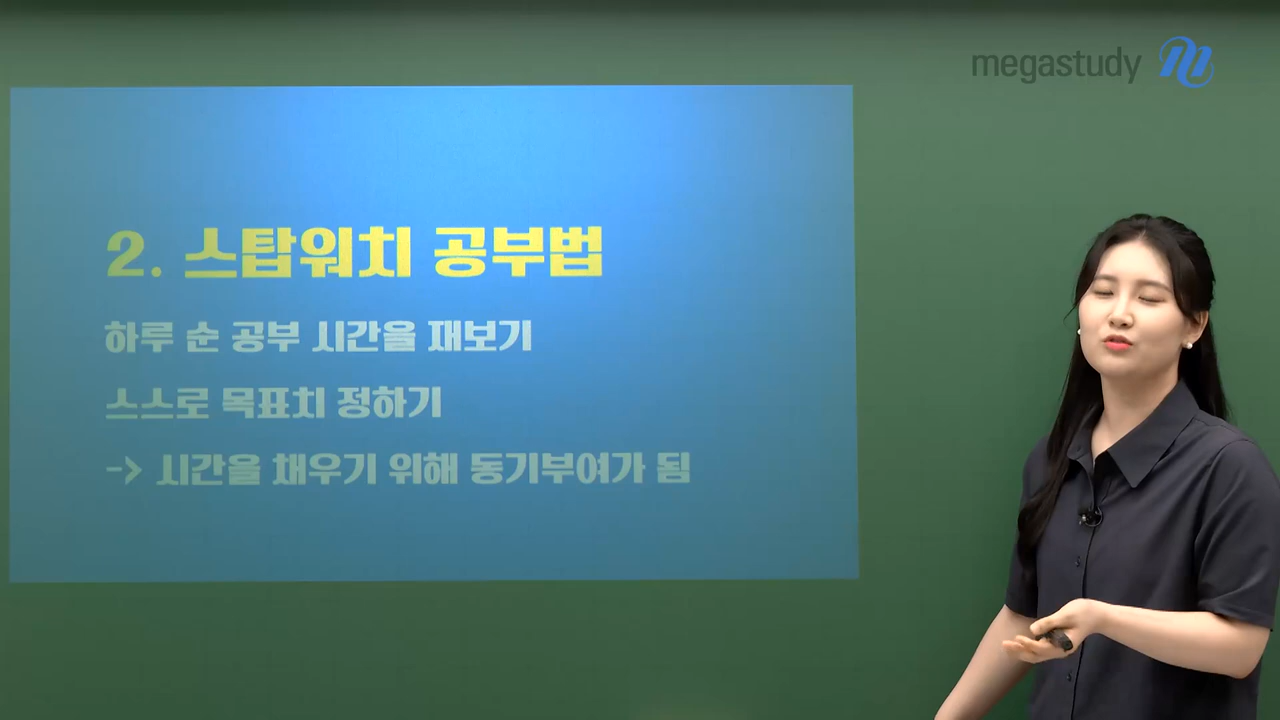 megastudy
2. 스탑워치 공부법
하루 순 공부 시간을 재보기
스스로 목표치 정하기
-> 시간을 채우기 위해 동기부여가 됨